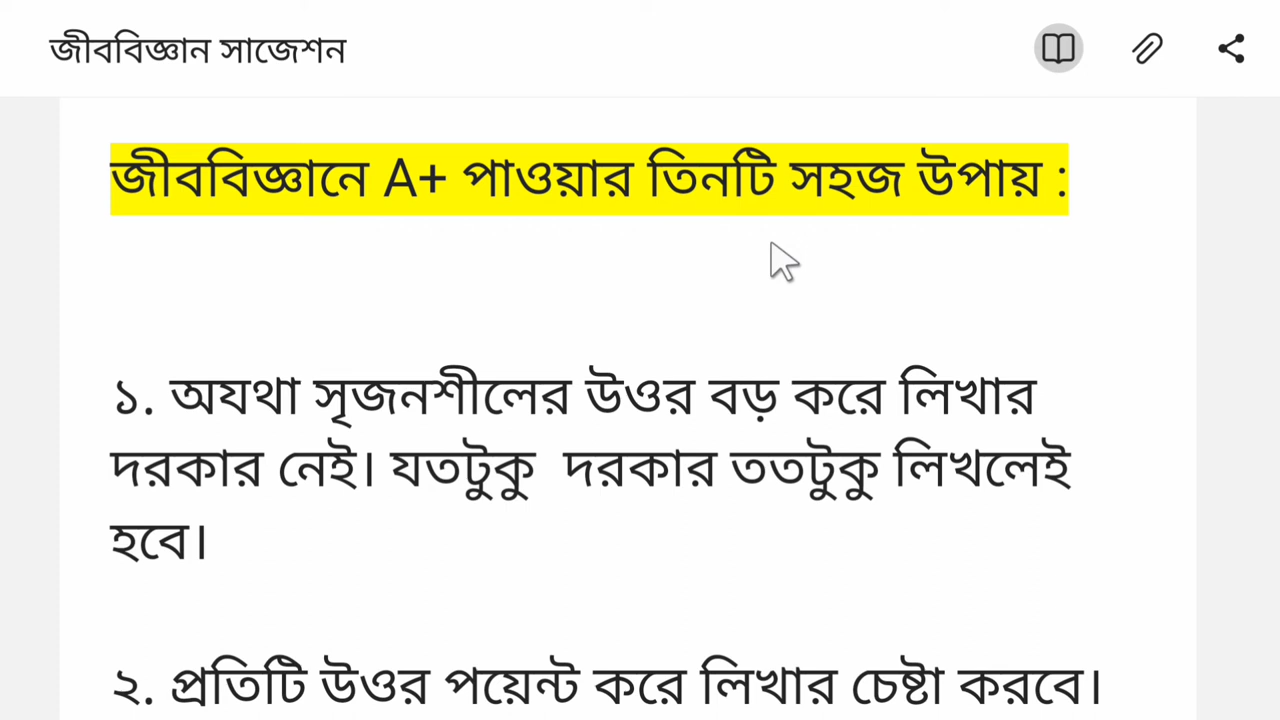 জীববিজ্ঞান সাজেশন
জীববিজ্ঞানে A+ পাওয়ার তিনটি সহজ উপায় :
১. অযথা সৃজনশীলের উওর বড় করে লিখার
দরকার নেই। যতটুকু দরকার ততটুকু লিখলেই
হবে।
২. প্রতিটি উওর পয়েন্ট করে লিখার চেষ্টা করবে।